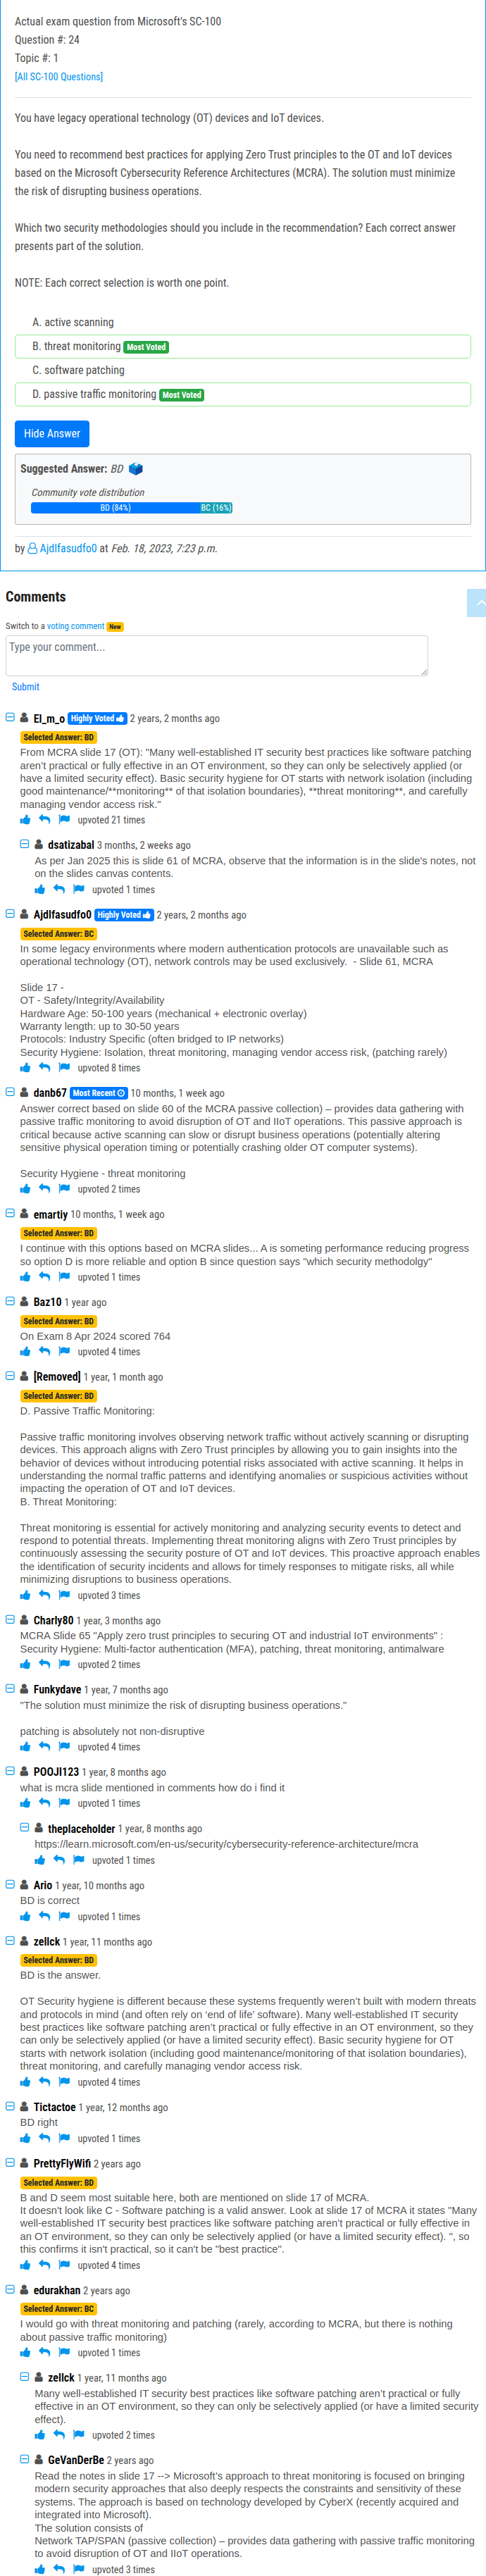 Actual exam question from Microsoft's SC-100
Question #: 24
Topic #: 1
[All SC-100 Questions]
You have legacy operational technology (OT) devices and IoT devices.
You need to recommend best practices for applying Zero Trust principles to the OT and IoT devices
based on the Microsoft Cybersecurity Reference Architectures (MCRA). The solution must minimize
the risk of disrupting business operations.
Which two security methodologies should you include in the recommendation? Each correct answer
presents part of the solution.
NOTE: Each correct selection is worth one point.
A. active scanning
B. threat monitoring Most Voted
C. software patching
D. passive traffic monitoring Most Voted
Hide Answer
Suggested Answer: BD
Community vote distribution
BD (84%) BC (16%)
by Ajdlfasudfo0 at Feb. 18, 2023, 7:23 p.m.
Comments
Switch to a voting comment New
Type your comment...
Submit
El_m_o Highly Voted 2 years, 2 months ago
Selected Answer: BD
From MCRA slide 17 (OT): "Many well-established IT security best practices like software patching
aren't practical or fully effective in an OT environment, so they can only be selectively applied (or
have a limited security effect). Basic security hygiene for OT starts with network isolation (including
good maintenance/**monitoring** of that isolation boundaries), **threat monitoring**, and carefully
managing vendor access risk."
upvoted 21 times
dsatizabal 3 months, 2 weeks ago
As per Jan 2025 this is slide 61 of MCRA, observe that the information is in the slide's notes, not
on the slides canvas contents.
upvoted 1 times
Ajdlfasudfo0 Highly Voted 2 years, 2 months ago
Selected Answer: BC
In some legacy environments where modern authentication protocols are unavailable such as
operational technology (OT), network controls may be used exclusively. - Slide 61, MCRA
Slide 17 -
OT - Safety/Integrity/Availability
Hardware Age: 50-100 years (mechanical + electronic overlay)
Warranty length: up to 30-50 years
Protocols: Industry Specific (often bridged to IP networks)
Security Hygiene: Isolation, threat monitoring, managing vendor access risk, (patching rarely)
upvoted 8 times
danb67 Most Recent 10 months, 1 week ago
Answer correct based on slide 60 of the MCRA passive collection) – provides data gathering with
passive traffic monitoring to avoid disruption of OT and IIoT operations. This passive approach is
critical because active scanning can slow or disrupt business operations (potentially altering
sensitive physical operation timing or potentially crashing older OT computer systems).
Security Hygiene - threat monitoring
upvoted 2 times
emartiy 10 months, 1 week ago
Selected Answer: BD
I continue with this options based on MCRA slides... A is someting performance reducing progress
so option D is more reliable and option B since question says "which security methodolgy"
upvoted 1 times
Baz10 1 year ago
Selected Answer: BD
On Exam 8 Apr 2024 scored 764
upvoted 4 times
[Removed] 1 year, 1 month ago
Selected Answer: BD
D. Passive Traffic Monitoring:
Passive traffic monitoring involves observing network traffic without actively scanning or disrupting
devices. This approach aligns with Zero Trust principles by allowing you to gain insights into the
behavior of devices without introducing potential risks associated with active scanning. It helps in
understanding the normal traffic patterns and identifying anomalies or suspicious activities without
impacting the operation of OT and IoT devices.
B. Threat Monitoring:
Threat monitoring is essential for actively monitoring and analyzing security events to detect and
respond to potential threats. Implementing threat monitoring aligns with Zero Trust principles by
continuously assessing the security posture of OT and IoT devices. This proactive approach enables
the identification of security incidents and allows for timely responses to mitigate risks, all while
minimizing disruptions to business operations.
upvoted 3 times
Charly80 1 year, 3 months ago
MCRA Slide 65 "Apply zero trust principles to securing OT and industrial IoT environments" :
Security Hygiene: Multi-factor authentication (MFA), patching, threat monitoring, antimalware
upvoted 2 times
Funkydave 1 year, 7 months ago
"The solution must minimize the risk of disrupting business operations."
patching is absolutely not non-disruptive
upvoted 4 times
POOJI123 1 year, 8 months ago
what is mcra slide mentioned in comments how do i find it
upvoted 1 times
theplaceholder 1 year, 8 months ago
https://learn.microsoft.com/en-us/security/cybersecurity-reference-architecture/mcra
upvoted 1 times
Ario 1 year, 10 months ago
BD is correct
upvoted 1 times
zellck 1 year, 11 months ago
Selected Answer: BD
BD is the answer.
OT Security hygiene is different because these systems frequently weren't built with modern threats
and protocols in mind (and often rely on 'end of life' software). Many well-established IT security
best practices like software patching aren't practical or fully effective in an OT environment, so they
can only be selectively applied (or have a limited security effect). Basic security hygiene for OT
starts with network isolation (including good maintenance/monitoring of that isolation boundaries),
threat monitoring, and carefully managing vendor access risk.
upvoted 4 times
Tictactoe 1 year, 12 months ago
BD right
upvoted 1 times
PrettyFlyWifi 2 years ago
Selected Answer: BD
B and D seem most suitable here, both are mentioned on slide 17 of MCRA.
It doesn't look like C - Software patching is a valid answer. Look at slide 17 of MCRA it states "Many
well-established IT security best practices like software patching aren't practical or fully effective in
an OT environment, so they can only be selectively applied (or have a limited security effect). ", so
this confirms it isn't practical, so it can't be "best practice".
upvoted 4 times
edurakhan 2 years ago
Selected Answer: BC
I would go with threat monitoring and patching (rarely, according to MCRA, but there is nothing
about passive traffic monitoring)
upvoted 1 times
zellck 1 year, 11 months ago
Many well-established IT security best practices like software patching aren't practical or fully
effective in an OT environment, so they can only be selectively applied (or have a limited security
effect).
upvoted 2 times
GeVanDerBe 2 years ago
Read the notes in slide 17 --> Microsoft's approach to threat monitoring is focused on bringing
modern security approaches that also deeply respects the constraints and sensitivity of these
systems. The approach is based on technology developed by CyberX (recently acquired and
integrated into Microsoft).
The solution consists of
Network TAP/SPAN (passive collection) – provides data gathering with passive traffic monitoring
to avoid disruption of OT and IIoT operations.
upvoted 3 times